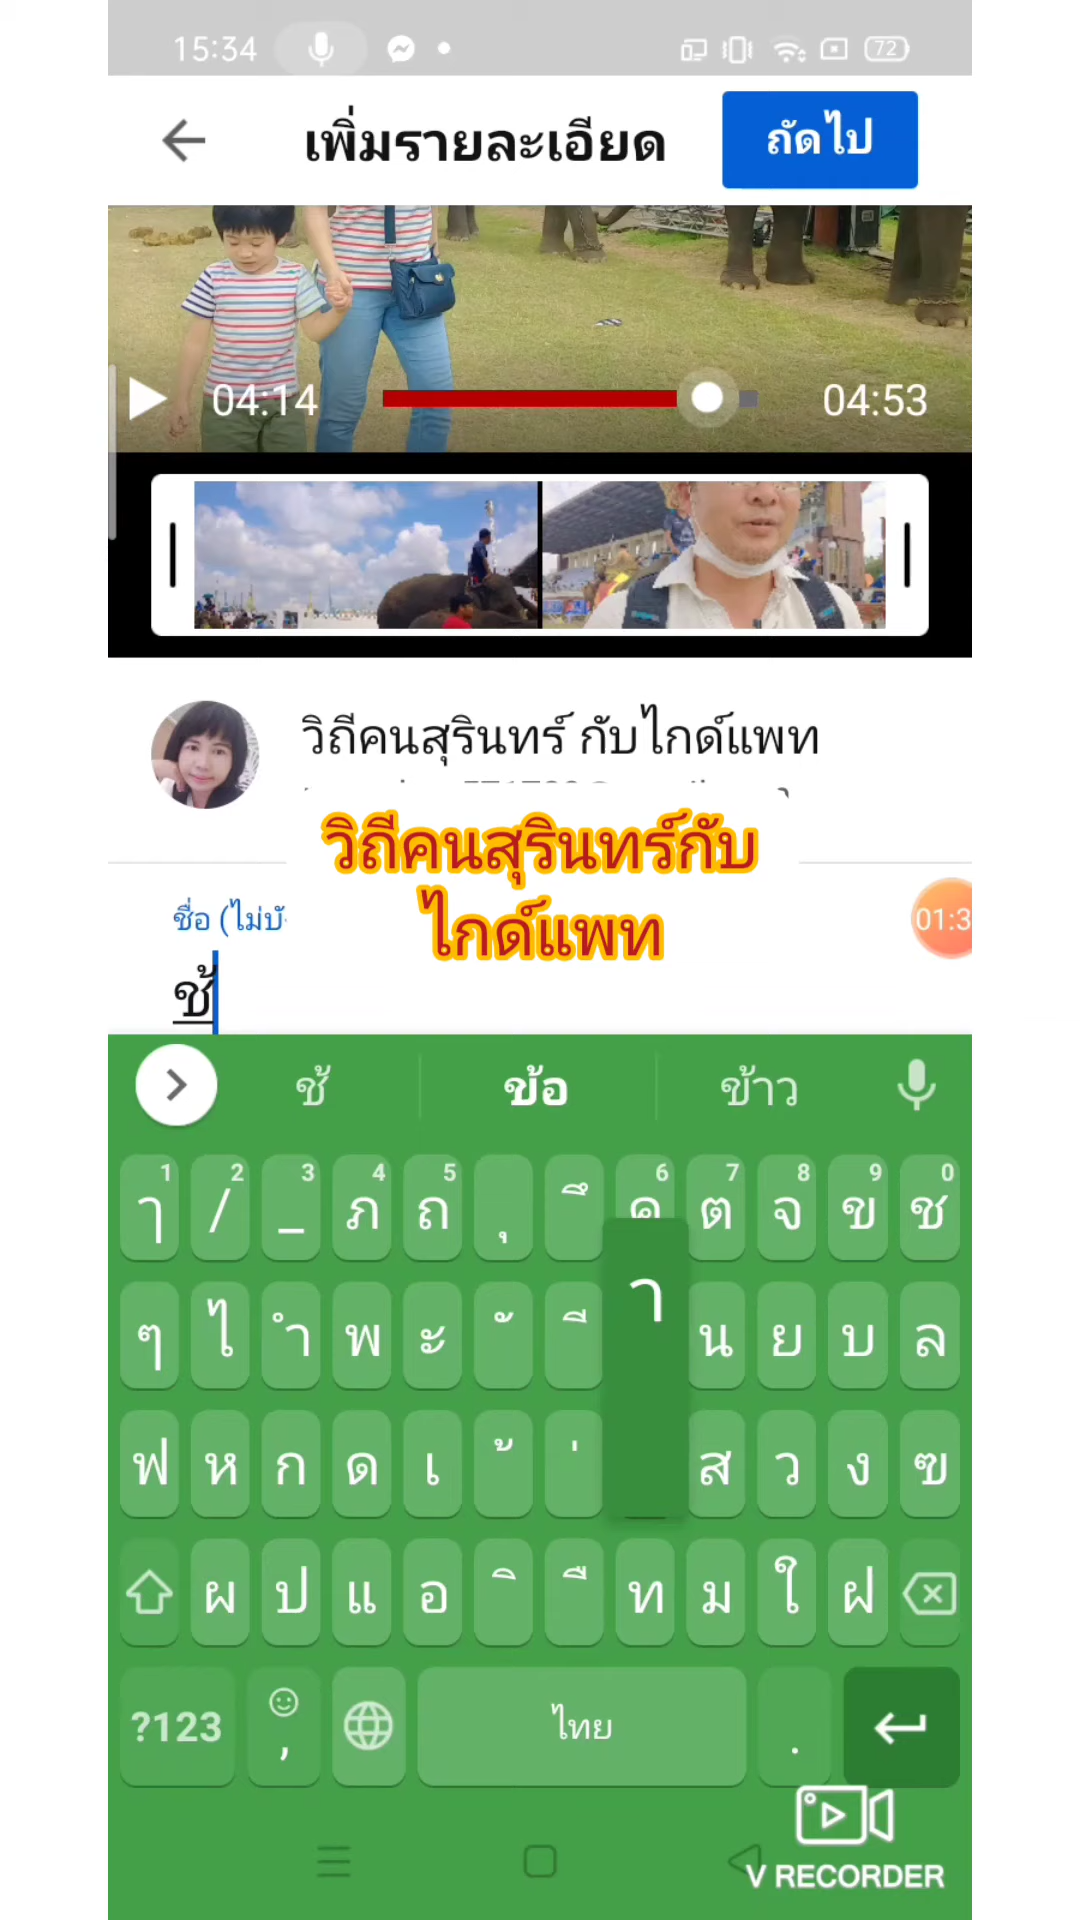 15:34
72
เพิ่มรายละเอียด
ถัดไป
04:14
04:53
วิถีคนสุรินทร์ กับไกด์แพท
วิถีคนสุรินทร์กับ
ไกด์แพท
ชื่อ (ไม่บั
01:3
ช้
ช้ ข้อ ข้าว
1 2 3 4 5 6 7 8 9 0
ๅ / _ ภ ถ ุ ึ ค ต จ ข ช
ๆ ไ ำ พ ะ ั ี า น ย บ ล
ฟ ห ก ด เ ้ ่ ส ว ง ฃ
ผ ป แ อ ิ ื ท ม ใ ฝ
?123 , ไทย .
V RECORDER